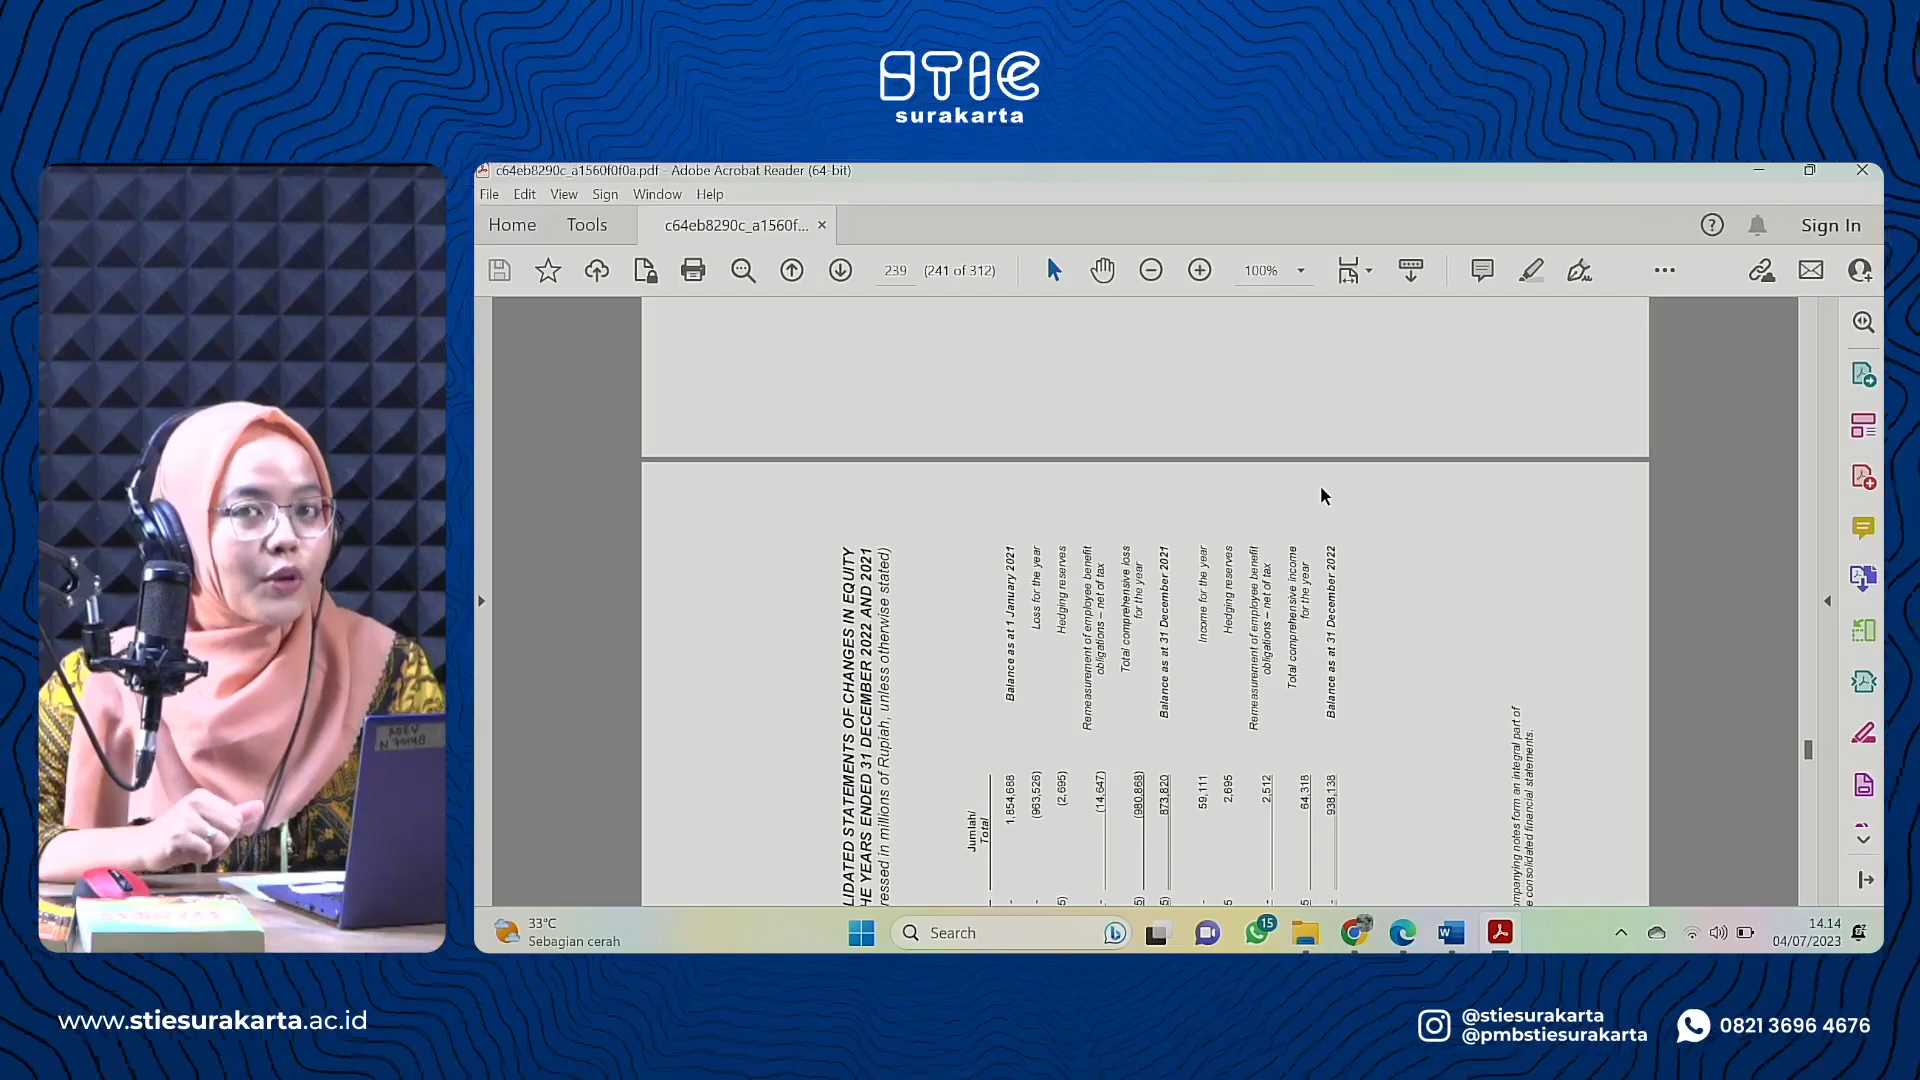 STIE
surakarta
c64eb8290c_a1560f0f0a.pdf - Adobe Acrobat Reader (64-bit)
File Edit View Sign Window Help
Home Tools c64eb8290c_a1560f... ×
Sign In
239 (241 of 312)
100%
LIDATED STATEMENTS OF CHANGES IN EQUITY
HE YEARS ENDED 31 DECEMBER 2022 AND 2021
ressed in millions of Rupiah, unless otherwise stated)
Jumlah/
Total
Balance as at 1 January 2021 1,854,688
Loss for the year (963,526)
Hedging reserves (2,695)
Remeasurement of employee benefit
obligations – net of tax (14,647)
Total comprehensive loss
for the year (980,868)
Balance as at 31 December 2021 873,820
Income for the year 59,111
Hedging reserves 2,695
Remeasurement of employee benefit
obligations – net of tax 2,512
Total comprehensive income
for the year 64,318
Balance as at 31 December 2022 938,138
ompanying notes form an integral part of
e consolidated financial statements.
33°C
Sebagian cerah
Search
15
14.14
04/07/2023
www.stiesurakarta.ac.id
@stiesurakarta
@pmbstiesurakarta
0821 3696 4676